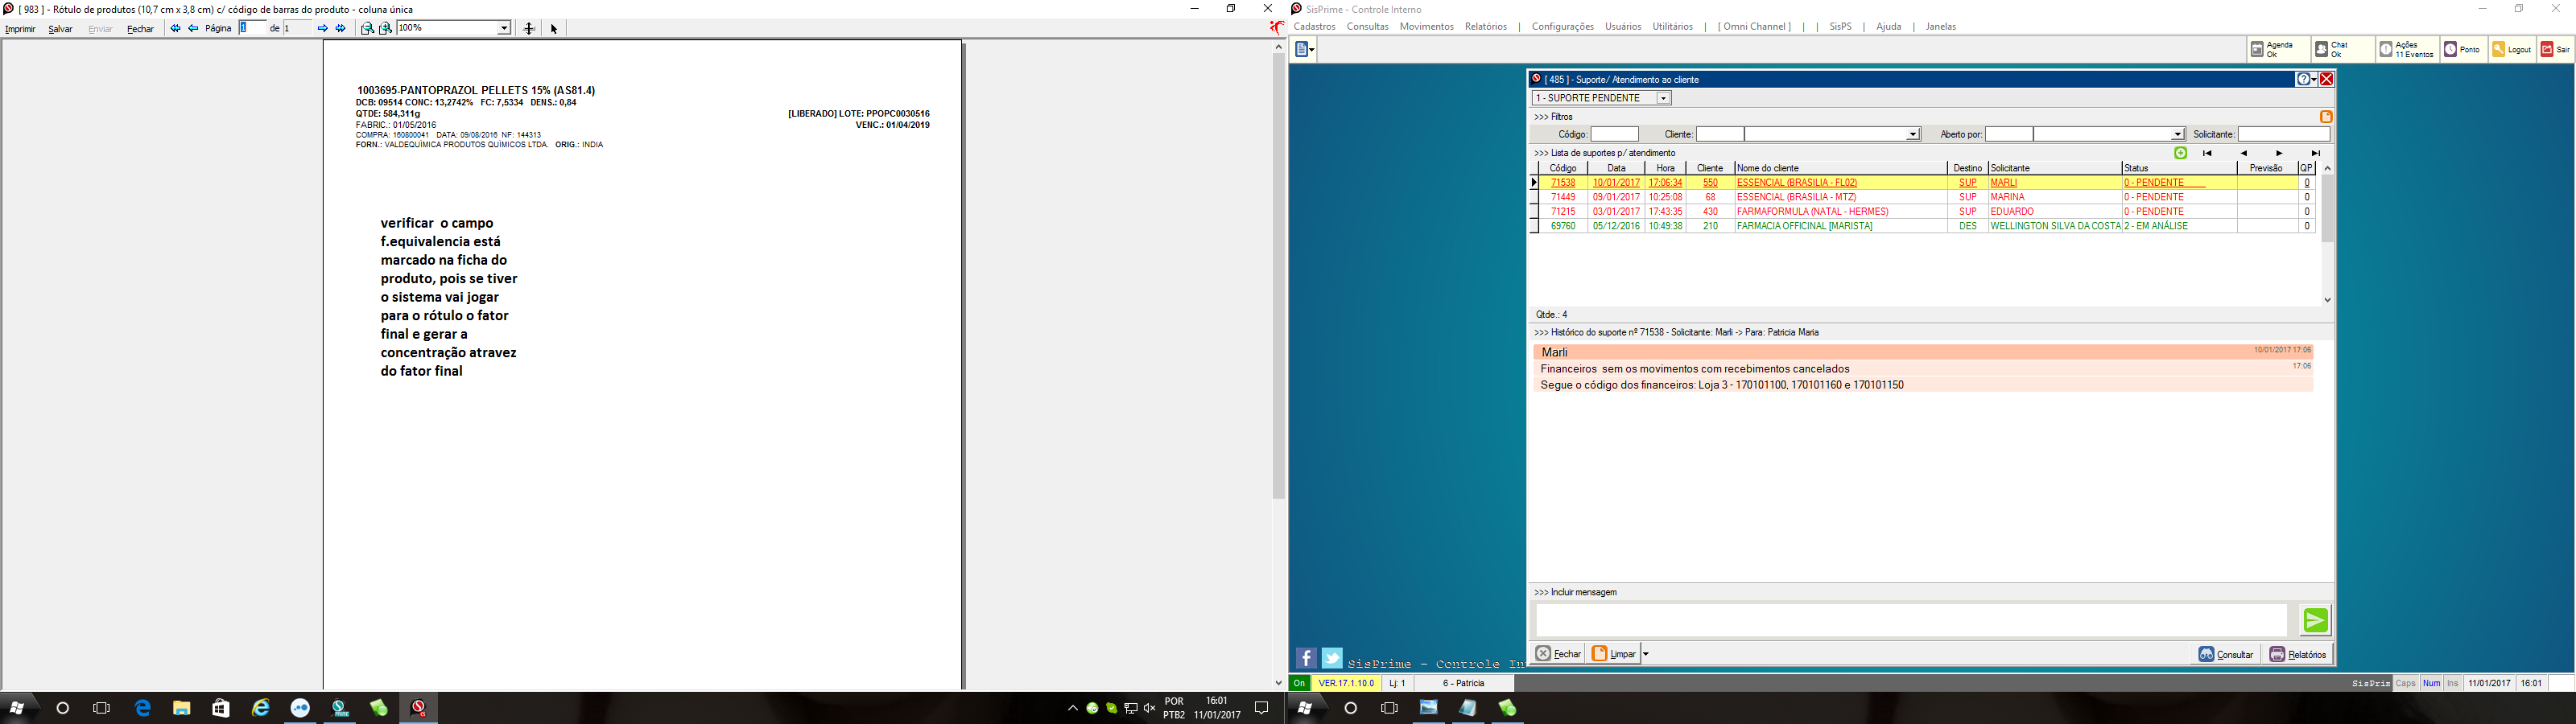 [ 983 ] - Rótulo de produtos (10,7 cm x 3,8 cm) c/ código de barras do produto - coluna única
Imprimir Salvar Enviar Fechar Página 1 de 1 100%
1003695-PANTOPRAZOL PELLETS 15% (AS81.4)
DCB: 09514 CONC: 13,2742% FC: 7,5334 DENS.: 0,84
QTDE: 584,311g [LIBERADO] LOTE: PPOPC0030516
FABRIC.: 01/05/2016 VENC.: 01/04/2019
COMPRA: 160800041 DATA: 09/08/2016 NF: 144313
FORN.: VALDEQUÍMICA PRODUTOS QUÍMICOS LTDA. ORIG.: INDIA
verificar o campo
f.equivalencia está
marcado na ficha do
produto, pois se tiver
o sistema vai jogar
para o rótulo o fator
final e gerar a
concentração atravez
do fator final
POR
PTB2
16:01
11/01/2017
SisPrime - Controle Interno
Cadastros Consultas Movimentos Relatórios | Configurações Usuários Utilitários | [ Omni Channel ] | | SisPS | Ajuda | Janelas
Agenda
Ok
Chat
Ok
Ações
11 Eventos
Ponto
Logout
Sair
[ 485 ] - Suporte/ Atendimento ao cliente
1 - SUPORTE PENDENTE
>>> Filtros
Código: Cliente: Aberto por: Solicitante:
>>> Lista de suportes p/ atendimento
Código Data Hora Cliente Nome do cliente Destino Solicitante Status Previsão QP
71538 10/01/2017 17:06:34 550 ESSENCIAL (BRASILIA - FL02) SUP MARLI 0 - PENDENTE 0
71449 09/01/2017 10:25:08 68 ESSENCIAL (BRASILIA - MTZ) SUP MARINA 0 - PENDENTE 0
71215 03/01/2017 17:43:35 430 FARMAFORMULA (NATAL - HERMES) SUP EDUARDO 0 - PENDENTE 0
69760 05/12/2016 10:49:38 210 FARMACIA OFFICINAL [MARISTA] DES WELLINGTON SILVA DA COSTA 2 - EM ANÁLISE 0
Qtde.: 4
>>> Histórico do suporte nº 71538 - Solicitante: Marli -> Para: Patricia Maria
Marli 10/01/2017 17:06
Financeiros sem os movimentos com recebimentos cancelados 17:06
Segue o código dos financeiros: Loja 3 - 170101100, 170101160 e 170101150
>>> Incluir mensagem
Fechar Limpar Consultar Relatórios
SisPrime - Controle In
On VER.17.1.10.0 Lj: 1 6 - Patricia SisPrim Caps Num Ins 11/01/2017 16:01